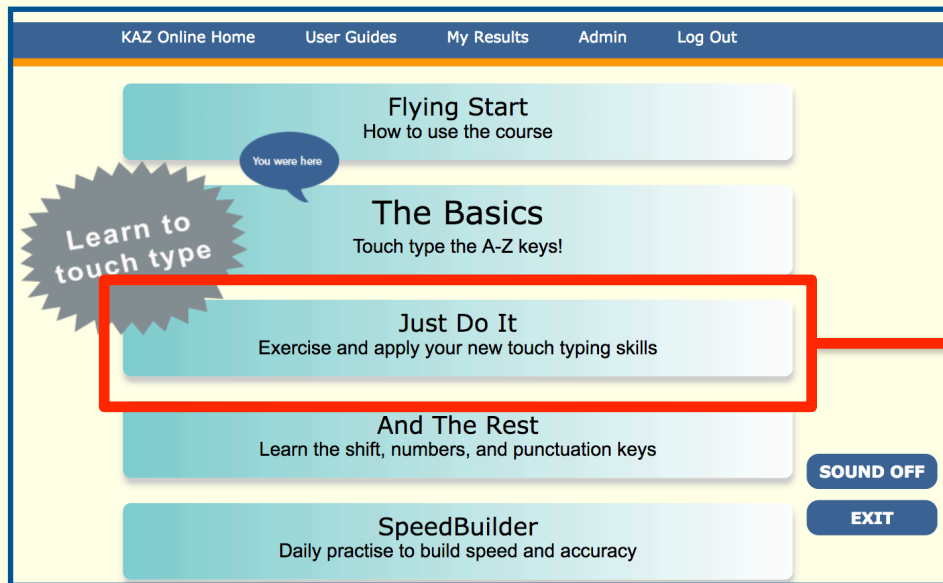 KAZ Online Home User Guides My Results Admin Log Out
Flying Start
How to use the course
You were here
The Basics
Touch type the A-Z keys!
Learn to
touch type
Just Do It
Exercise and apply your new touch typing skills
And The Rest
Learn the shift, numbers, and punctuation keys
SOUND OFF
EXIT
SpeedBuilder
Daily practise to build speed and accuracy